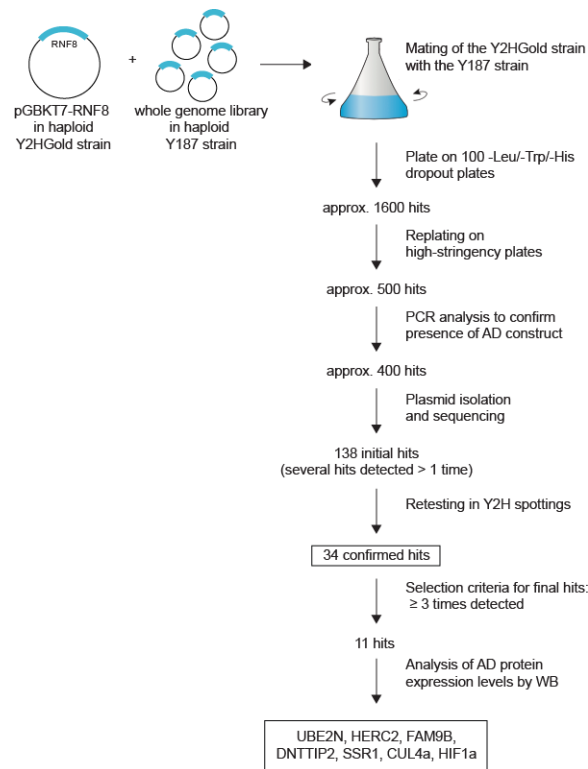 RNF8
+
pGBKT7-RNF8
in haploid
Y2HGold strain
whole genome library
in haploid
Y187
strain
Mating of the Y2HGold strain
with the Y187 strain
Plate on 100 -Leu/-Trp/-His
dropout plates
approx. 1600 hits
Replating on
high-stringency plates
approx. 500 hits
PCR analysis to confirm
presence of AD construct
approx. 400 hits
Plasmid isolation
and sequencing
138 initial hits
(several hits detected > 1 time)
Retesting in Y2H spottings
34 confirmed hits
Selection criteria for final hits:
≥ 3 times detected
11 hits
Analysis of AD protein
expression levels by WB
UBE2N, HERC2, FAM9B,
DNTTIP2, SSR1, CUL4a, HIF1a